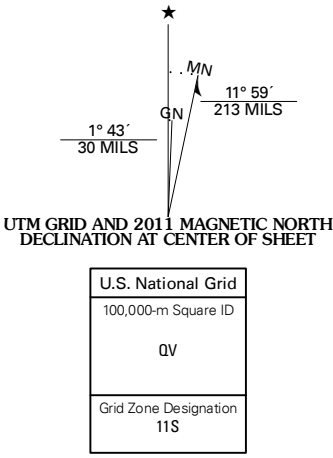 ★
MN
GN
11° 59´
213 MILS
1° 43´
30 MILS
UTM GRID AND 2011 MAGNETIC NORTH
DECLINATION AT CENTER OF SHEET
U.S. National Grid
100,000-m Square ID
QV
Grid Zone Designation
11S